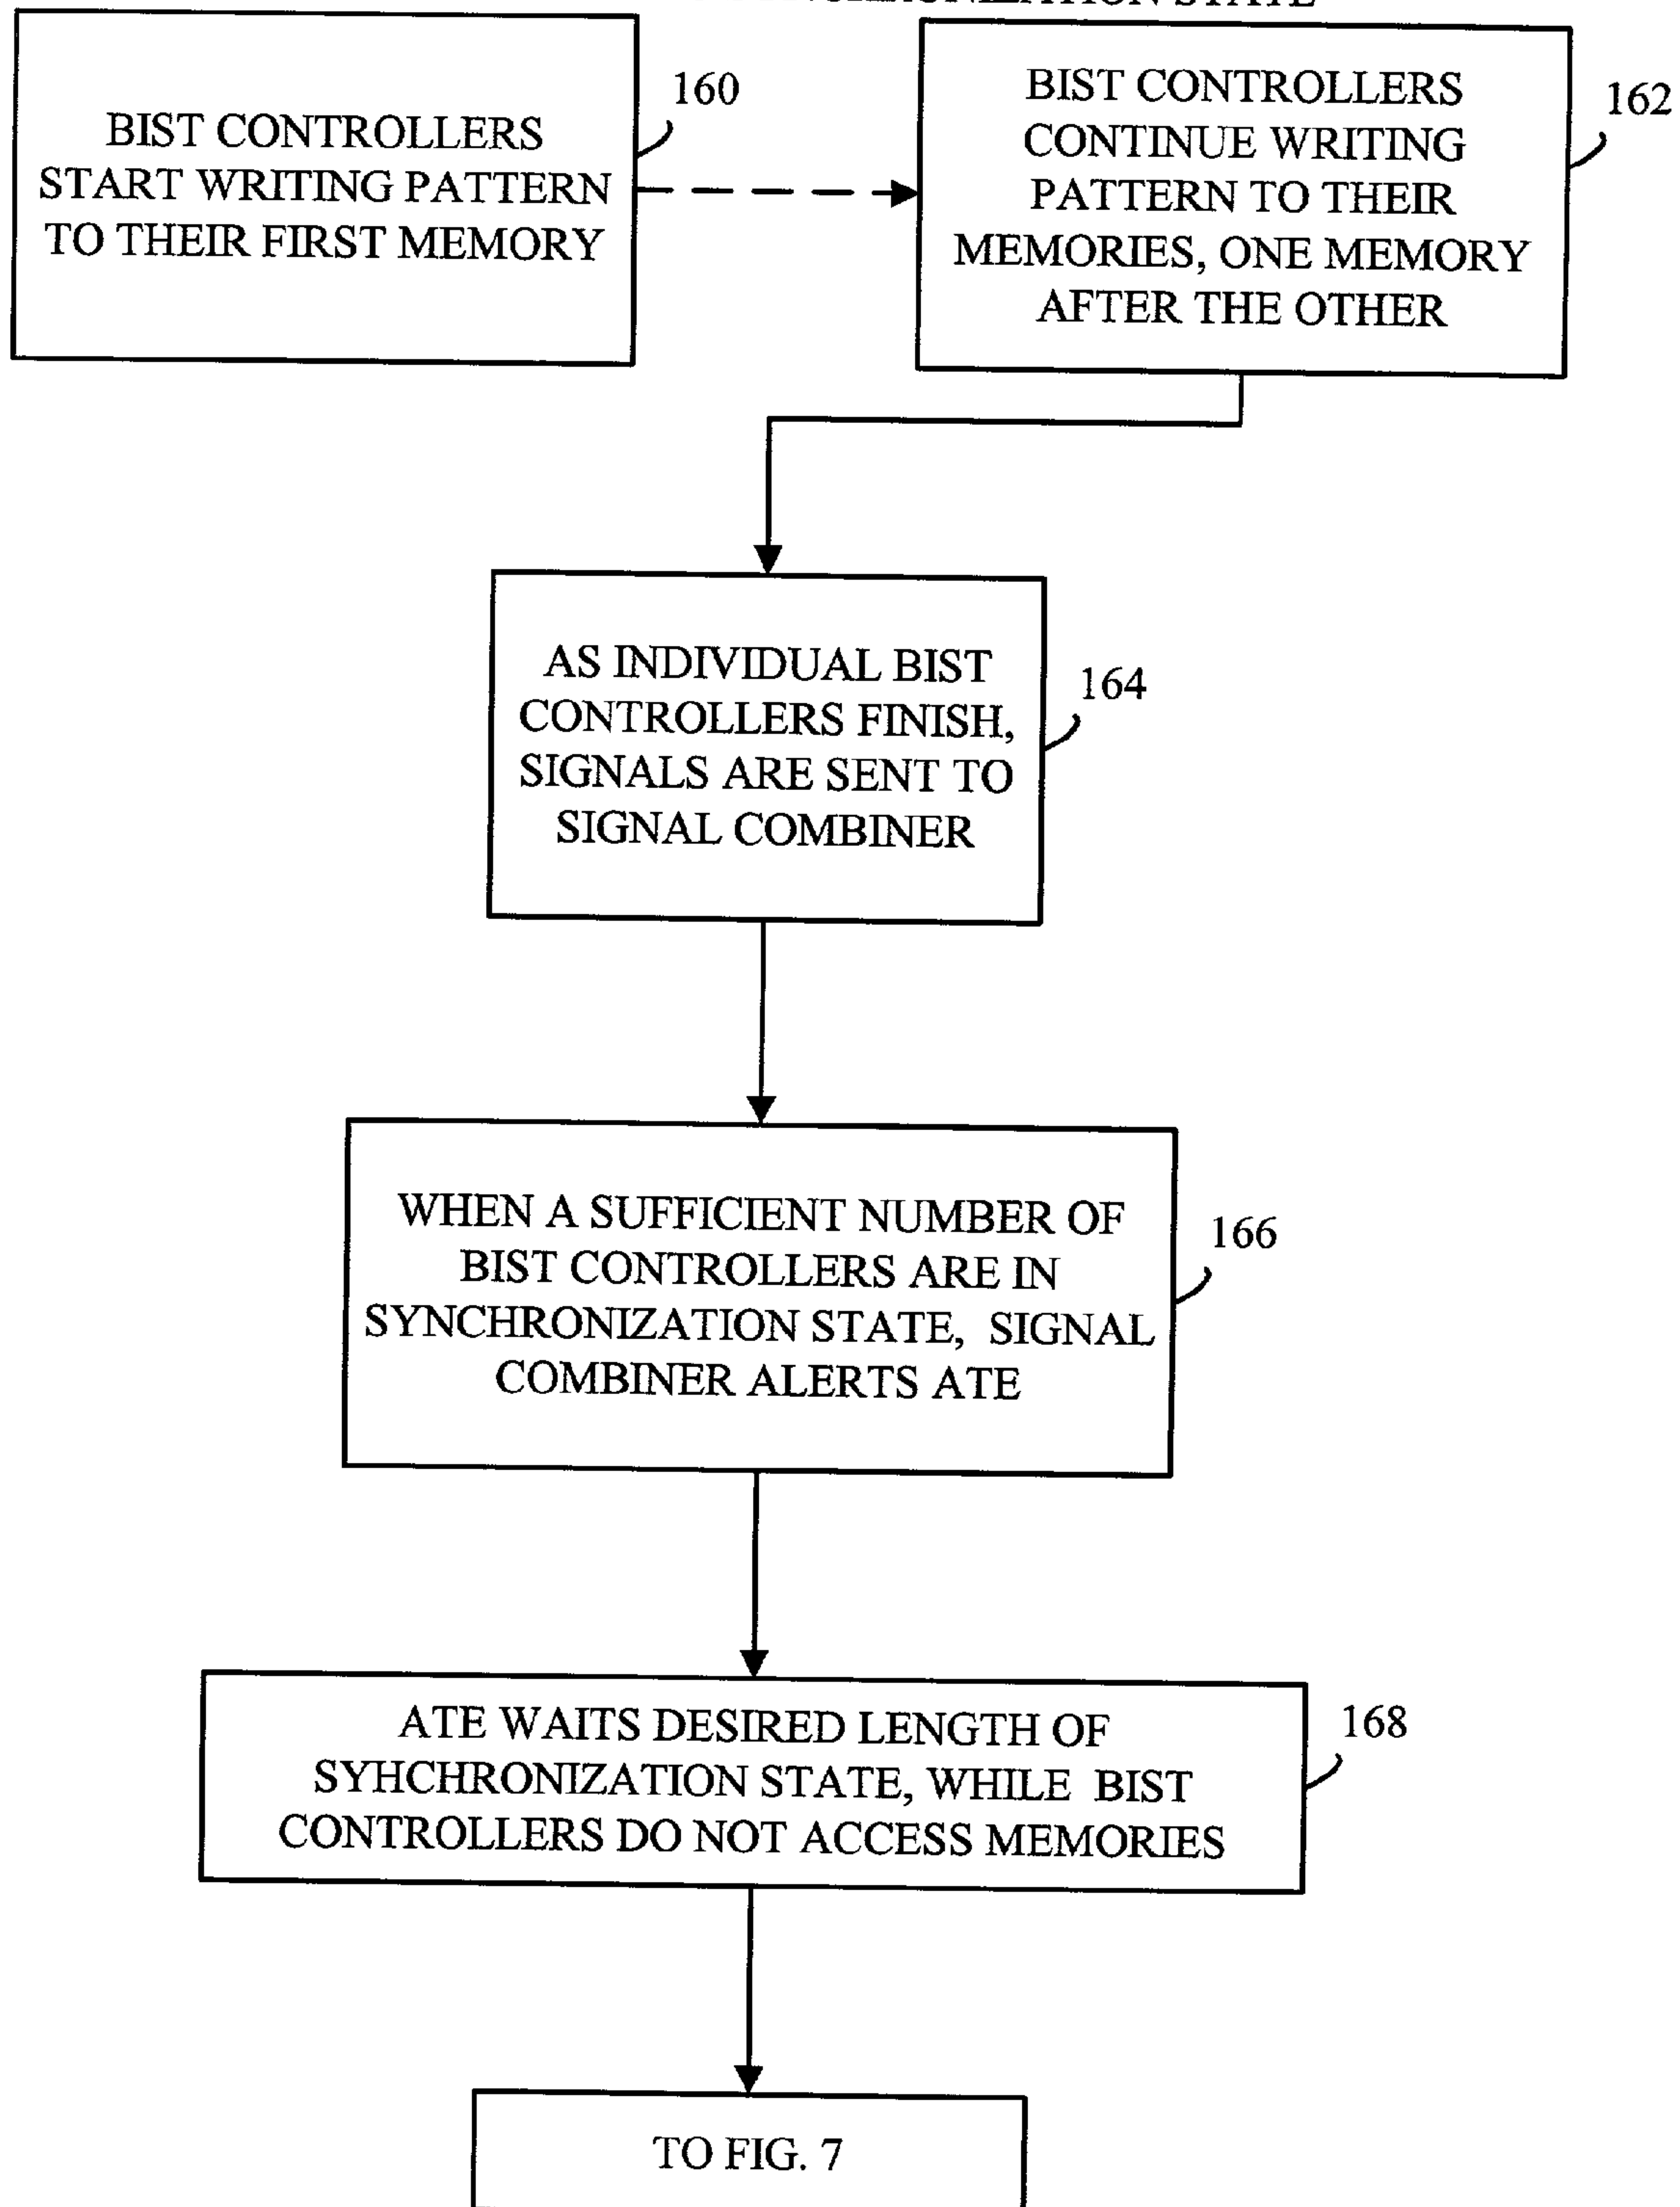 STATE
BIST CONTROLLERS
START WRITING PATTERN
TO THEIR FIRST MEMORY
160
BIST CONTROLLERS
CONTINUE WRITING
PATTERN TO THEIR
MEMORIES, ONE MEMORY
AFTER THE OTHER
162
AS INDIVIDUAL BIST
CONTROLLERS FINISH,
SIGNALS ARE SENT TO
SIGNAL COMBINER
164
WHEN A SUFFICIENT NUMBER OF
BIST CONTROLLERS ARE IN
SYNCHRONIZATION STATE, SIGNAL
COMBINER ALERTS ATE
166
ATE WAITS DESIRED LENGTH OF
SYHCHRONIZATION STATE, WHILE BIST
CONTROLLERS DO NOT ACCESS MEMORIES
168
TO FIG. 7